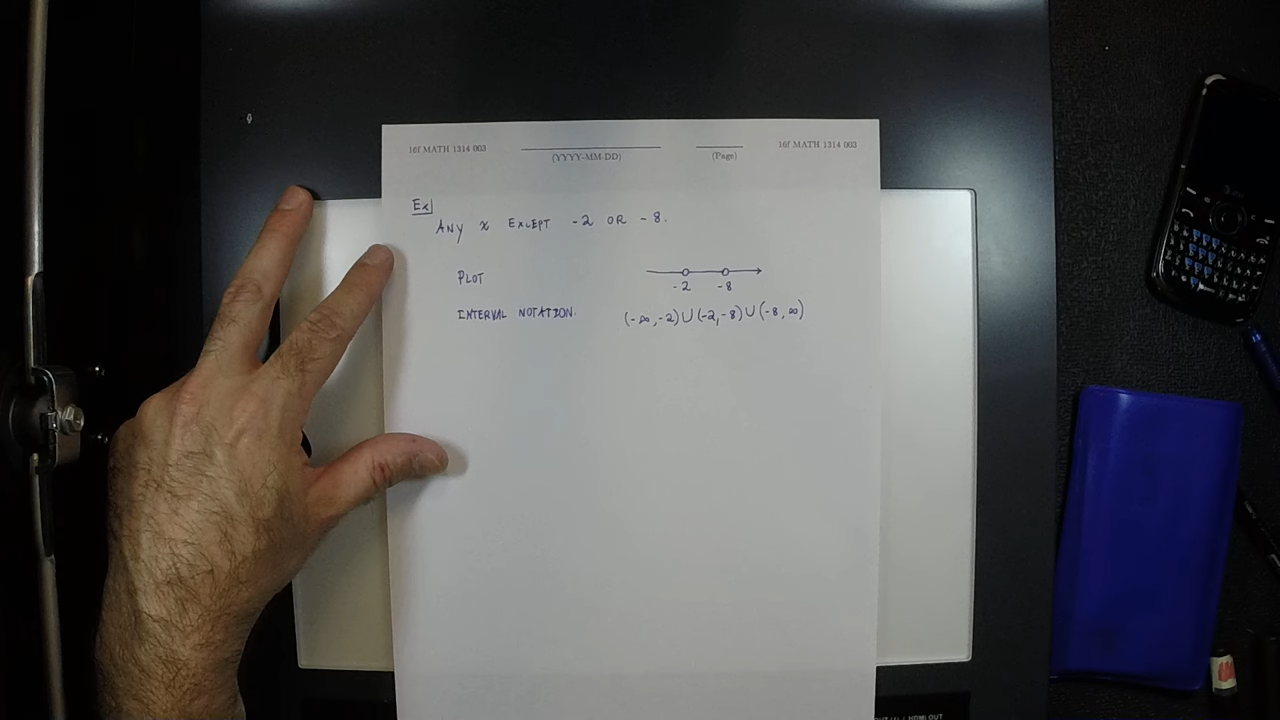 16f MATH 1314 003
(YYYY-MM-DD)
(Page)
16f MATH 1314 003
Ex
ANY x EXCEPT -2 OR -8.
PLOT
-2 -8
INTERVAL NOTATION. (-∞,-2)∪(-2,-8)∪(-8,∞)